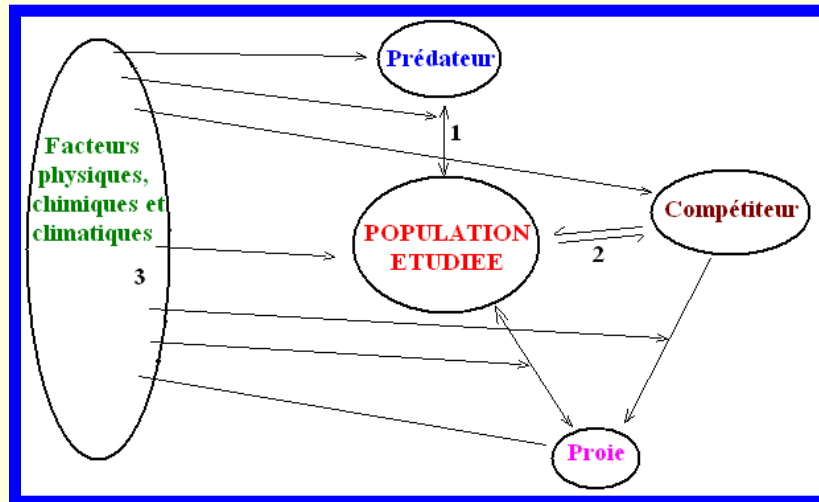 Prédateur
1
Facteurs
physiques,
chimiques et
climatiques
3
POPULATION
ETUDIEE
2
Compétiteur
Proie